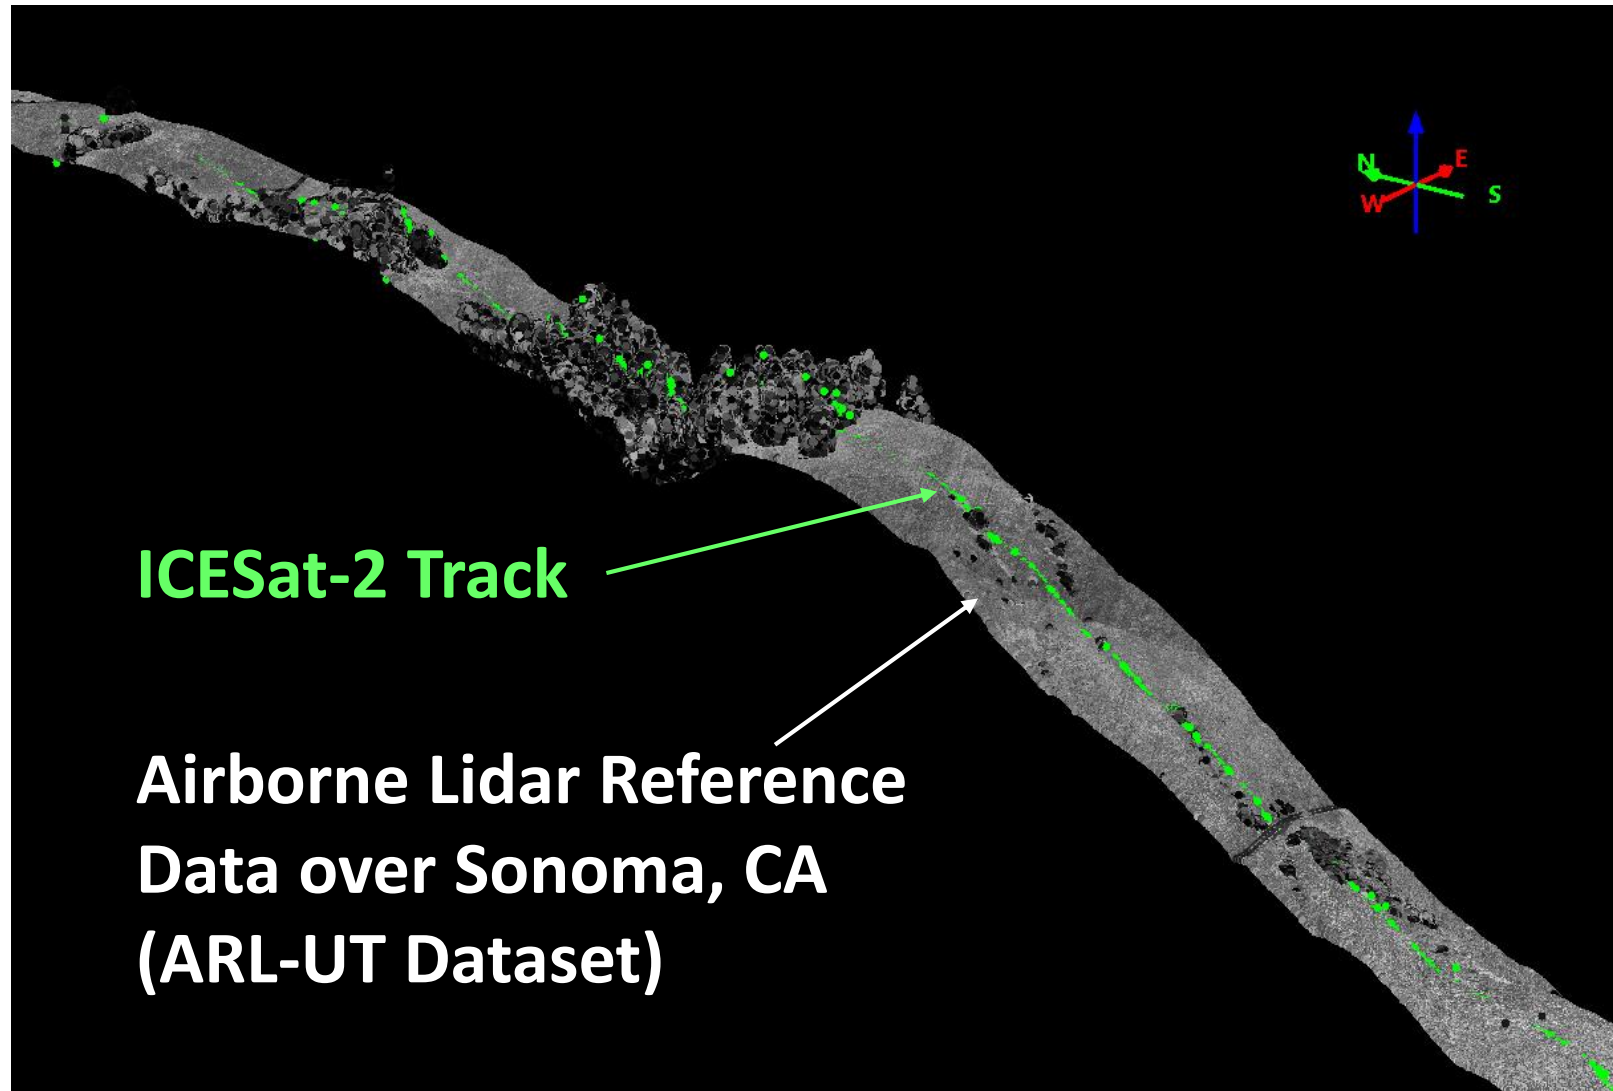 N
E
W
S
ICESat-2 Track
Airborne Lidar Reference
Data over Sonoma, CA
(ARL-UT Dataset)